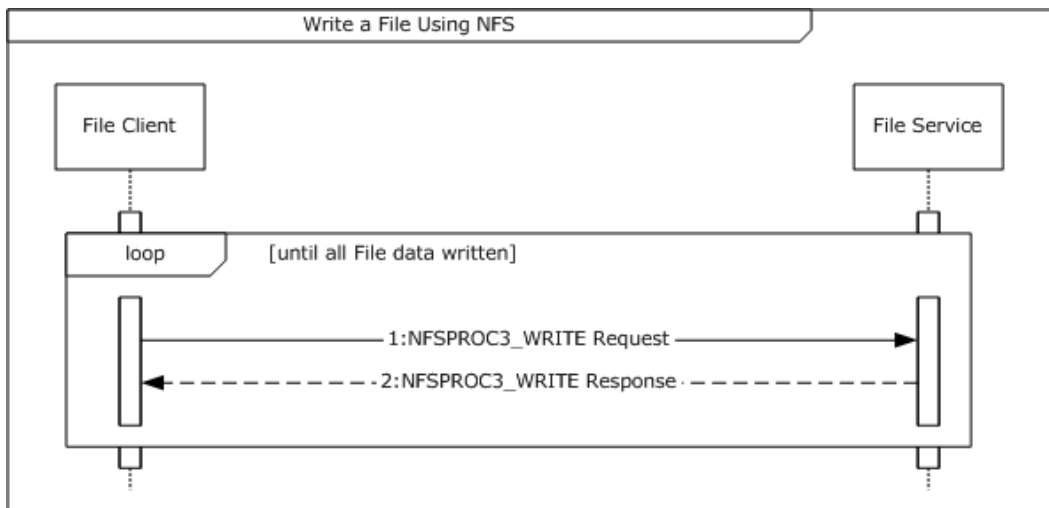 Write a File Using NFS
File Client
File Service
loop
[until all File data written]
1:NFSPROC3_WRITE Request
2:NFSPROC3_WRITE Response